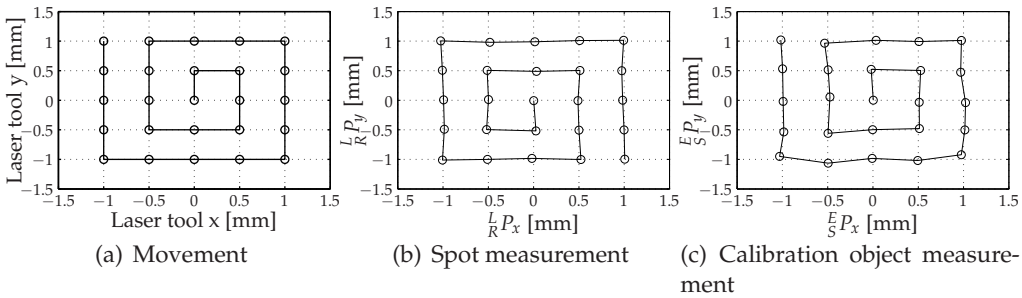 1.5
1
0.5
0
−0.5
−1
−1.5
−1.5 −1 −0.5 0 0.5 1 1.5
Laser tool y [mm]
Laser tool x [mm]
(a) Movement
1.5
1
0.5
0
−0.5
−1
−1.5
−1.5 −1 −0.5 0 0.5 1 1.5
L R P y [mm]
L R P x [mm]
(b) Spot measurement
1.5
1
0.5
0
−0.5
−1
−1.5
−1.5 −1 −0.5 0 0.5 1 1.5
E S P y [mm]
E S P x [mm]
(c) Calibration object measure-
ment